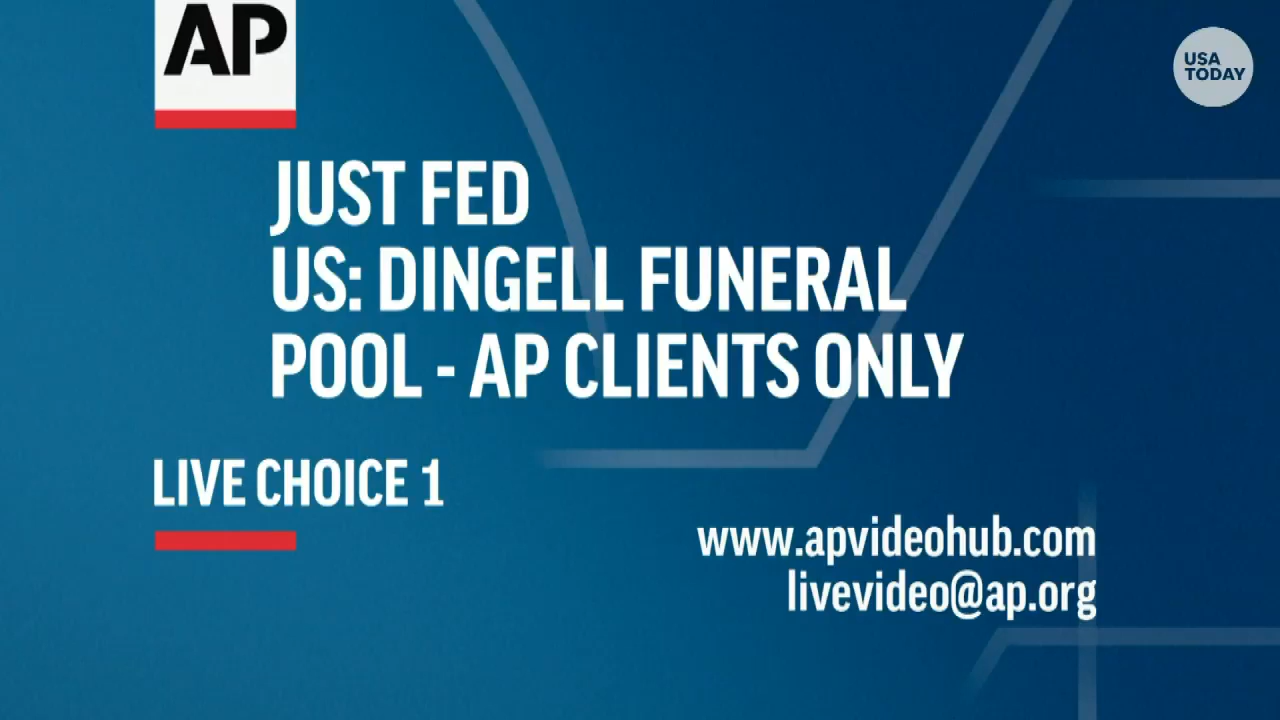 AP
USA
TODAY
JUST FED
US: DINGELL FUNERAL
POOL - AP CLIENTS ONLY
LIVE CHOICE 1
www.apvideohub.com
livevideo@ap.org